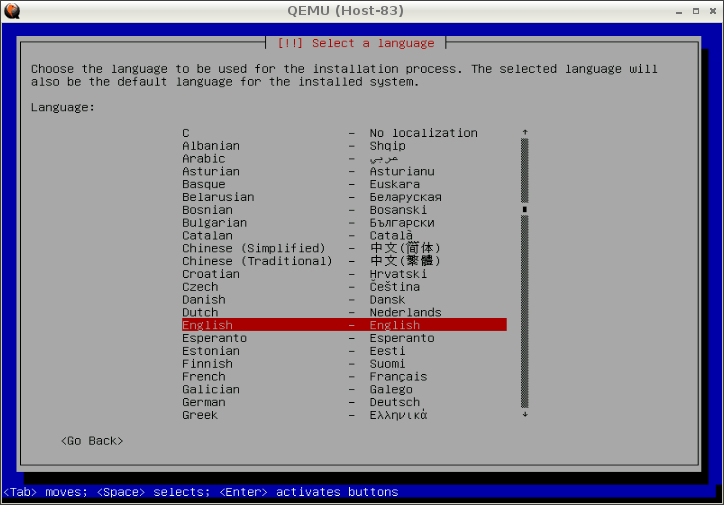 QEMU (Host-83)
[!!] Select a language
Choose the language to be used for the installation process. The selected language will
also be the default language for the installed system.
Language:
C - No localization
Albanian - Shqip
Arabic - عربي
Asturian - Asturianu
Basque - Euskara
Belarusian - Беларуская
Bosnian - Bosanski
Bulgarian - Български
Catalan - Català
Chinese (Simplified) - 中文(简体)
Chinese (Traditional) - 中文(繁體)
Croatian - Hrvatski
Czech - Čeština
Danish - Dansk
Dutch - Nederlands
English - English
Esperanto - Esperanto
Estonian - Eesti
Finnish - Suomi
French - Français
Galician - Galego
German - Deutsch
Greek - Ελληνικά
<Go Back>
<Tab> moves; <Space> selects; <Enter> activates buttons